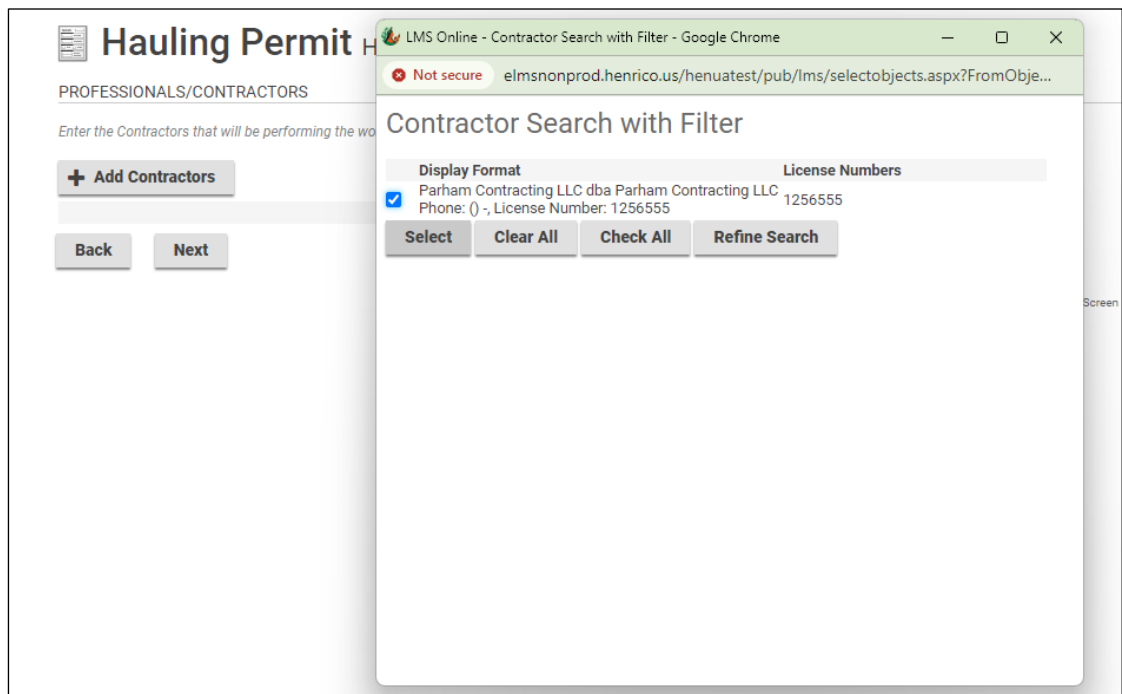 Hauling Permit H
PROFESSIONALS/CONTRACTORS
Enter the Contractors that will be performing the wo
Add Contractors
Back Next
LMS Online - Contractor Search with Filter - Google Chrome
Not secure elmsnonprod.henrico.us/henuatest/pub/lms/selectobjects.aspx?FromObje...
Contractor Search with Filter
Display Format License Numbers
Parham Contracting LLC dba Parham Contracting LLC
Phone: () -, License Number: 1256555
1256555
Select Clear All Check All Refine Search
Screen